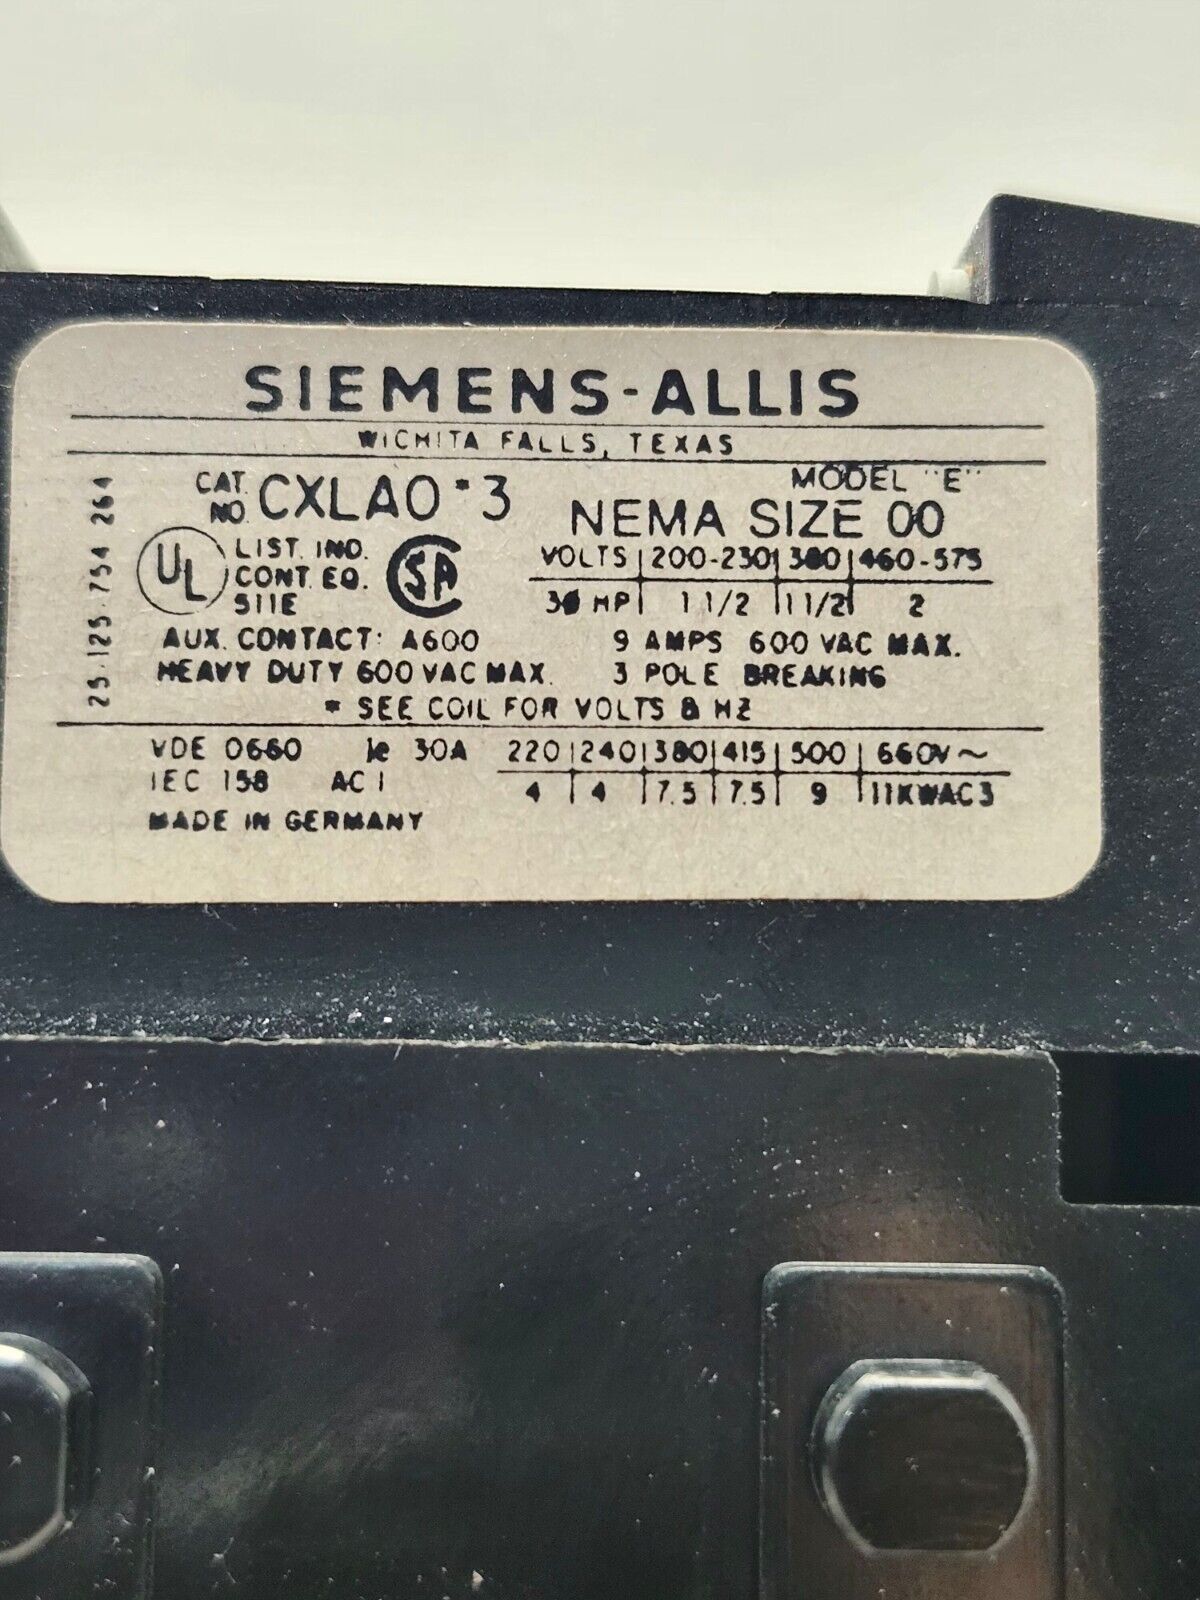 SIEMENS-ALLIS
WICHITA FALLS, TEXAS
CAT. NO. CXLAO*3
MODEL "E"
NEMA SIZE 00
UL
LIST. IND.
CONT. EQ.
511E
SA
VOLTS 200-230 380 460-575
3Ø HP 1 1/2 1 1/2 2
AUX. CONTACT: A600
9 AMPS 600 VAC MAX.
HEAVY DUTY 600 VAC MAX.
3 POLE BREAKING
* SEE COIL FOR VOLTS & HZ
25-125-754 264
VDE 0660 Ie 30A
IEC 158 AC 1
220 240 380 415 500 660V~
4 4 7.5 7.5 9 11KWAC3
MADE IN GERMANY